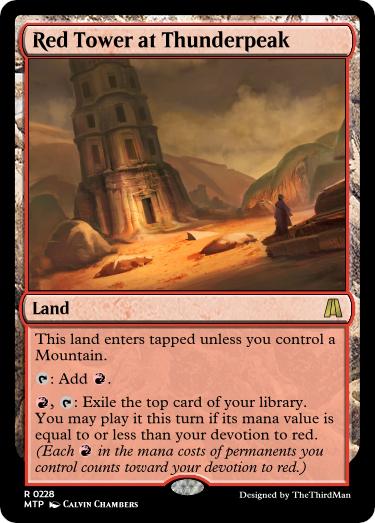 Red Tower at Thunderpeak
Land
This land enters tapped unless you control a
Mountain.
: Add .
, : Exile the top card of your library.
You may play it this turn if its mana value is
equal to or less than your devotion to red.
(Each in the mana costs of permanents you
control counts toward your devotion to red.)
R 0228
MTP Calvin Chambers
Designed by TheThirdMan